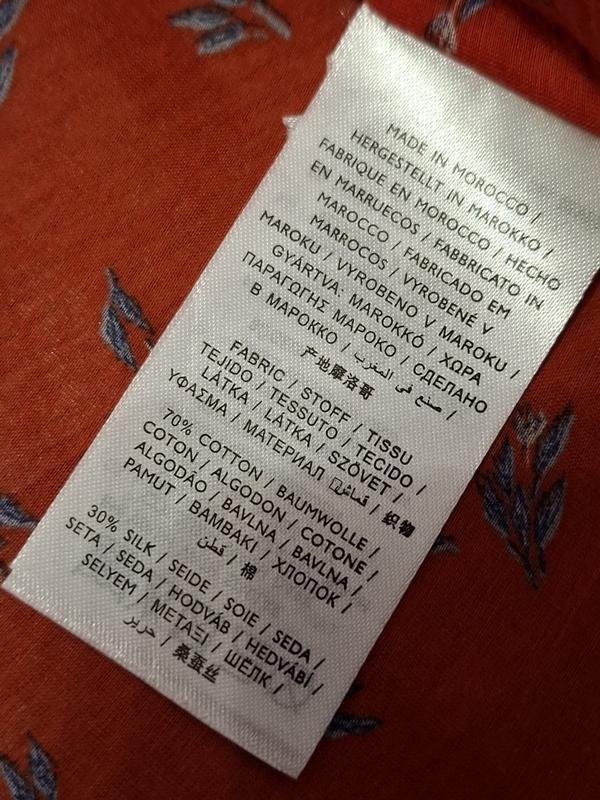 MADE IN MOROCCO /
HERGESTELLT IN MAROKKO /
FABRIQUE EN MOROCCO / HECHO
EN MARRUECOS / FABBRICATO IN
MAROCCO / FABRICADO EM
MARROCOS / VYROBENÉ V
MAROKU / VYROBENO V MAROKU /
GYÁRTVA: MAROKKÓ / ΧΩΡΑ
ΠΑΡΑΓΩΓΗΣ ΜΑΡΟΚΟ / СДЕЛАНО
В МАРОККО / صنع في المغرب /
产地摩洛哥
FABRIC / STOFF / TISSU
TEJIDO / TESSUTO / TECIDO /
LÁTKA / LÁTKA / SZÖVET /
ΥΦΑΣΜΑ / МАТЕРИАЛ قماش / 织物
70% COTTON / BAUMWOLLE /
COTON / ALGODON / COTONE /
ALGODÃO / BAVLNA / BAVLNA /
PAMUT / BAMBAKI / ХЛОПОК /
قطن / 棉
30% SILK / SEIDE / SOIE / SEDA /
SETA / SEDA / HODVÁB / HEDVÁBÍ /
SELYEM / ΜΕΤΑΞΙ / ШЁЛК /
حرير / 桑蚕丝